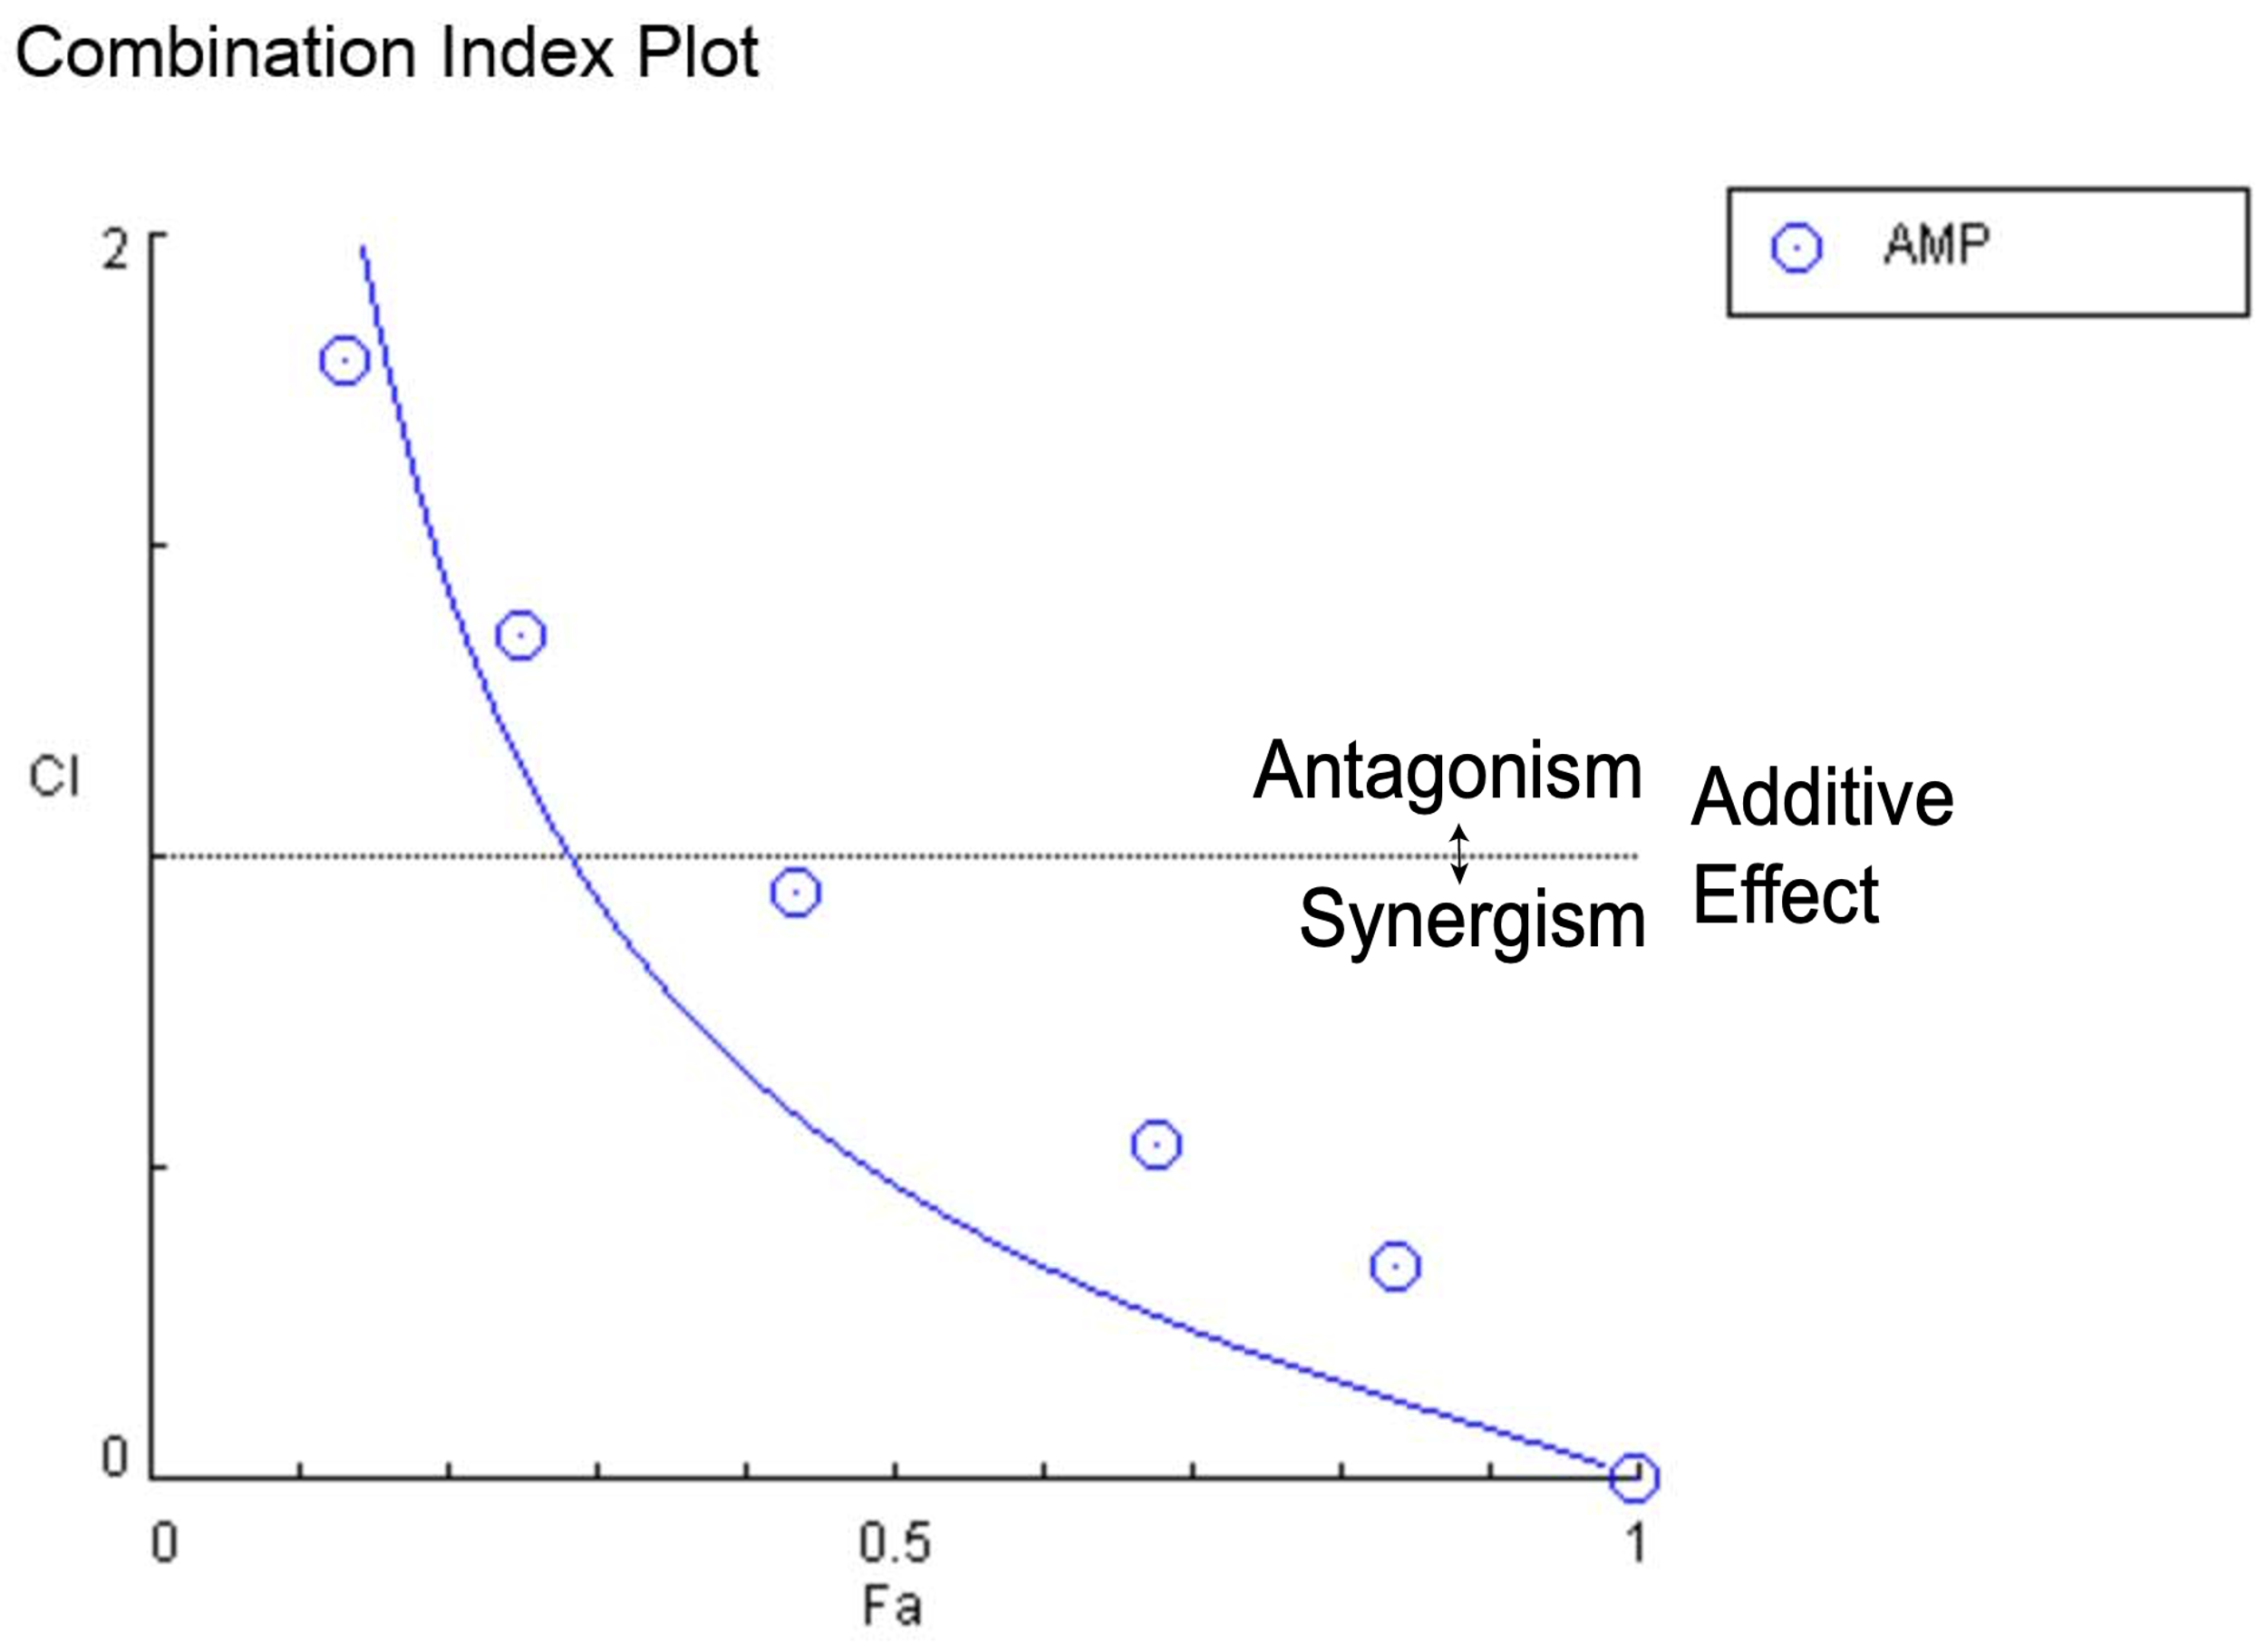 Combination Index Plot
AMP
2
CI
Antagonism
Synergism
Additive
Effect
0
0
0.5
1
Fa